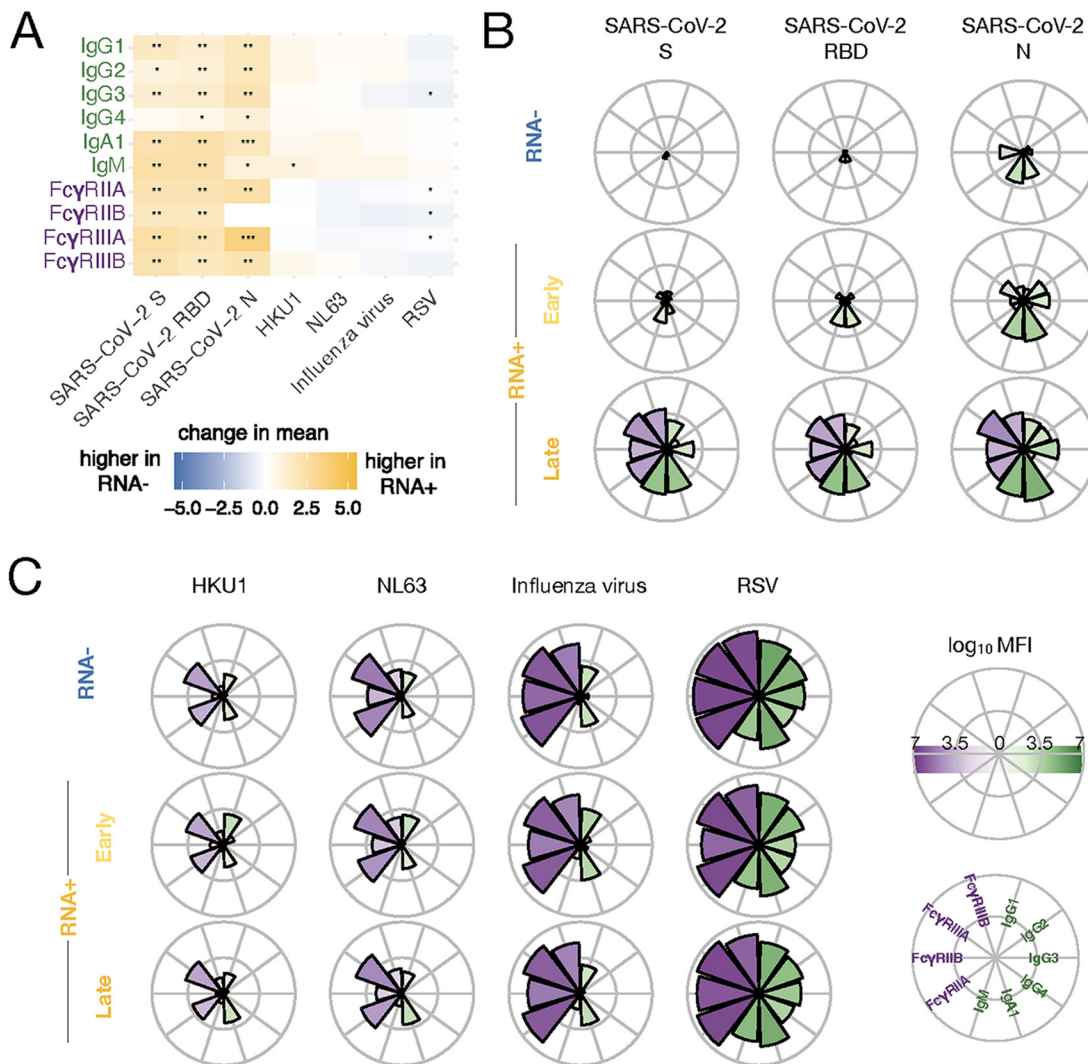 A
IgG1
IgG2
IgG3
IgG4
IgA1
IgM
FcγRIIA
FcγRIIB
FcγRIIIA
FcγRIIIB
** ** **
* ** **
** ** ** *
* *
** ** ***
** ** * *
** ** ** *
** ** *
** ** *** *
** ** **
SARS-CoV-2 S
SARS-CoV-2 RBD
SARS-CoV-2 N
HKU1
NL63
Influenza virus
RSV
change in mean
higher in RNA-
higher in RNA+
-5.0 -2.5 0.0 2.5 5.0
B
SARS-CoV-2 S
SARS-CoV-2 RBD
SARS-CoV-2 N
RNA-
RNA+
Early
Late
C
HKU1
NL63
Influenza virus
RSV
RNA-
RNA+
Early
Late
log₁₀ MFI
7 3.5 0 3.5 7
FcγRIIIB
IgG1
FcγRIIIA
IgG2
FcγRIIB
IgG3
FcγRIIA
IgG4
IgM
IgA1